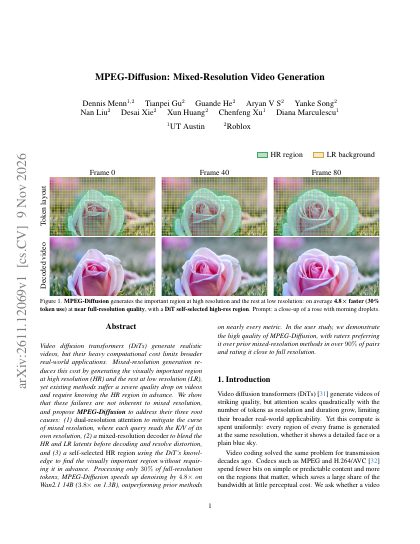 MPEG-Diffusion: Mixed-Resolution Video Generation
Dennis Menn1,2 Tianpei Gu2 Guande He2 Aryan V S2 Yanke Song2
Nan Liu2 Desai Xie2 Xun Huang2 Chenfeng Xu1 Diana Marculescu1
1UT Austin 2Roblox
HR region LR background
Frame 0 Frame 40 Frame 80
Token layout
Decoded video
Figure 1. MPEG-Diffusion generates the important region at high resolution and the rest at low resolution: on average 4.8× faster (30%
token use) at near full-resolution quality, with a DiT self-selected high-res region. Prompt: a close-up of a rose with morning droplets.
arXiv:2611.12069v1 [cs.CV] 9 Nov 2026
Abstract
Video diffusion transformers (DiTs) generate realistic
videos, but their heavy computational cost limits broader
real-world applications. Mixed-resolution generation re-
duces this cost by generating the visually important region
at high resolution (HR) and the rest at low resolution (LR),
yet existing methods suffer a severe quality drop on videos
and require knowing the HR region in advance. We show
that these failures are not inherent to mixed resolution,
and propose MPEG-Diffusion to address their three root
causes: (1) dual-resolution attention to mitigate the curse
of mixed resolution, where each query reads the K/V of its
own resolution, (2) a mixed-resolution decoder to blend the
HR and LR latents before decoding and resolve distortion,
and (3) a self-selected HR region using the DiT's knowl-
edge to find the visually important region without requir-
ing it in advance. Processing only 30% of full-resolution
tokens, MPEG-Diffusion speeds up denoising by 4.8× on
Wan2.1 14B (3.8× on 1.3B), outperforming prior methods
on nearly every metric. In the user study, we demonstrate
the high quality of MPEG-Diffusion, with raters preferring
it over prior mixed-resolution methods in over 90% of pairs
and rating it close to full resolution.
1. Introduction
Video diffusion transformers (DiTs) [31] generate videos of
striking quality, but attention scales quadratically with the
number of tokens as resolution and duration grow, limiting
their broader real-world applicability. Yet this compute is
spent uniformly: every region of every frame is generated
at the same resolution, whether it shows a detailed face or a
plain blue sky.
Video coding solved the same problem for transmission
decades ago. Codecs such as MPEG and H.264/AVC [32]
spend fewer bits on simple or predictable content and more
on the regions that matter, which saves a large share of the
bandwidth at little perceptual cost. We ask whether a video
1